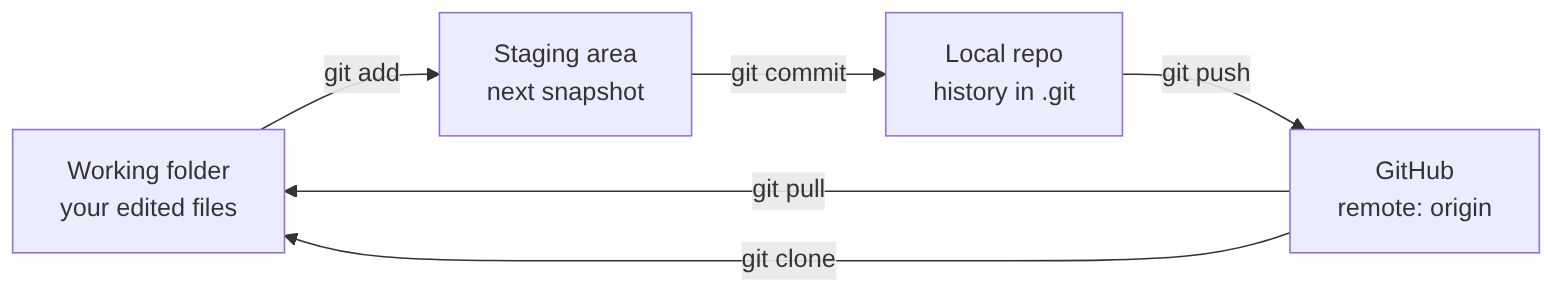 git add
Staging area
next snapshot
git commit
Local repo
history in .git
git push
Working folder
your edited files
git pull
GitHub
remote: origin
git clone